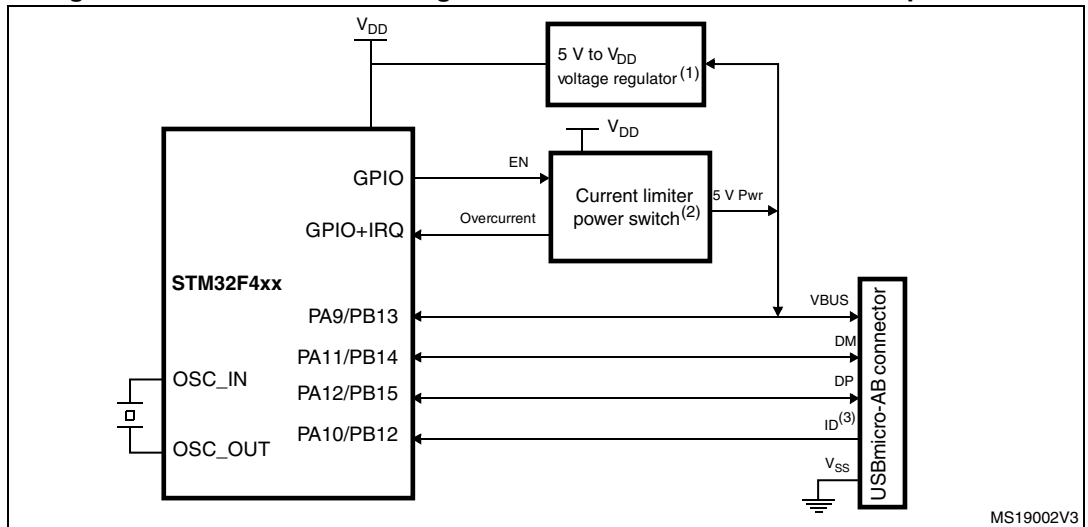 VDD
5 V to VDD
voltage regulator(1)
VDD
GPIO
EN
Current limiter
power switch(2)
5 V Pwr
GPIO+IRQ
Overcurrent
STM32F4xx
PA9/PB13
VBUS
PA11/PB14
DM
OSC_IN
PA12/PB15
DP
PA10/PB12
ID(3)
OSC_OUT
VSS
USBmicro-AB connector
MS19002V3